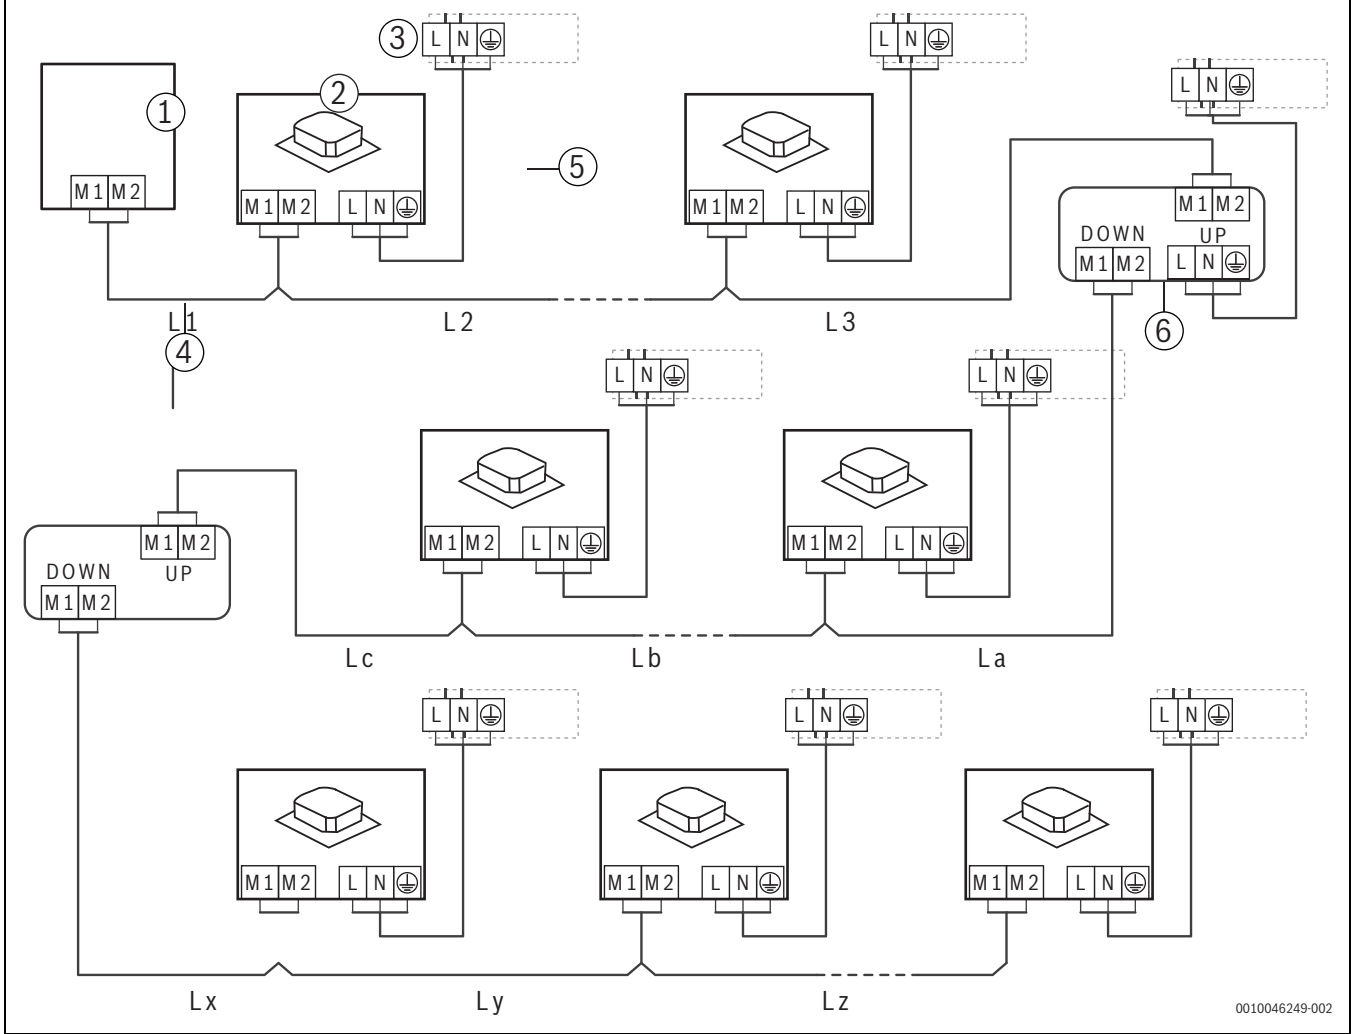 3 L N L N
L N
1
2
5
M1 M2 M1 M2 L N M1 M2 L N
M1 M2
DOWN UP
M1 M2 L N
L1 L2 L3 6
4
L N L N
M1 M2 L N M1 M2 L N
M1 M2
DOWN UP
M1 M2
Lc Lb La
L N L N L N
M1 M2 L N M1 M2 L N M1 M2 L N
Lx Ly Lz
0010046249-002